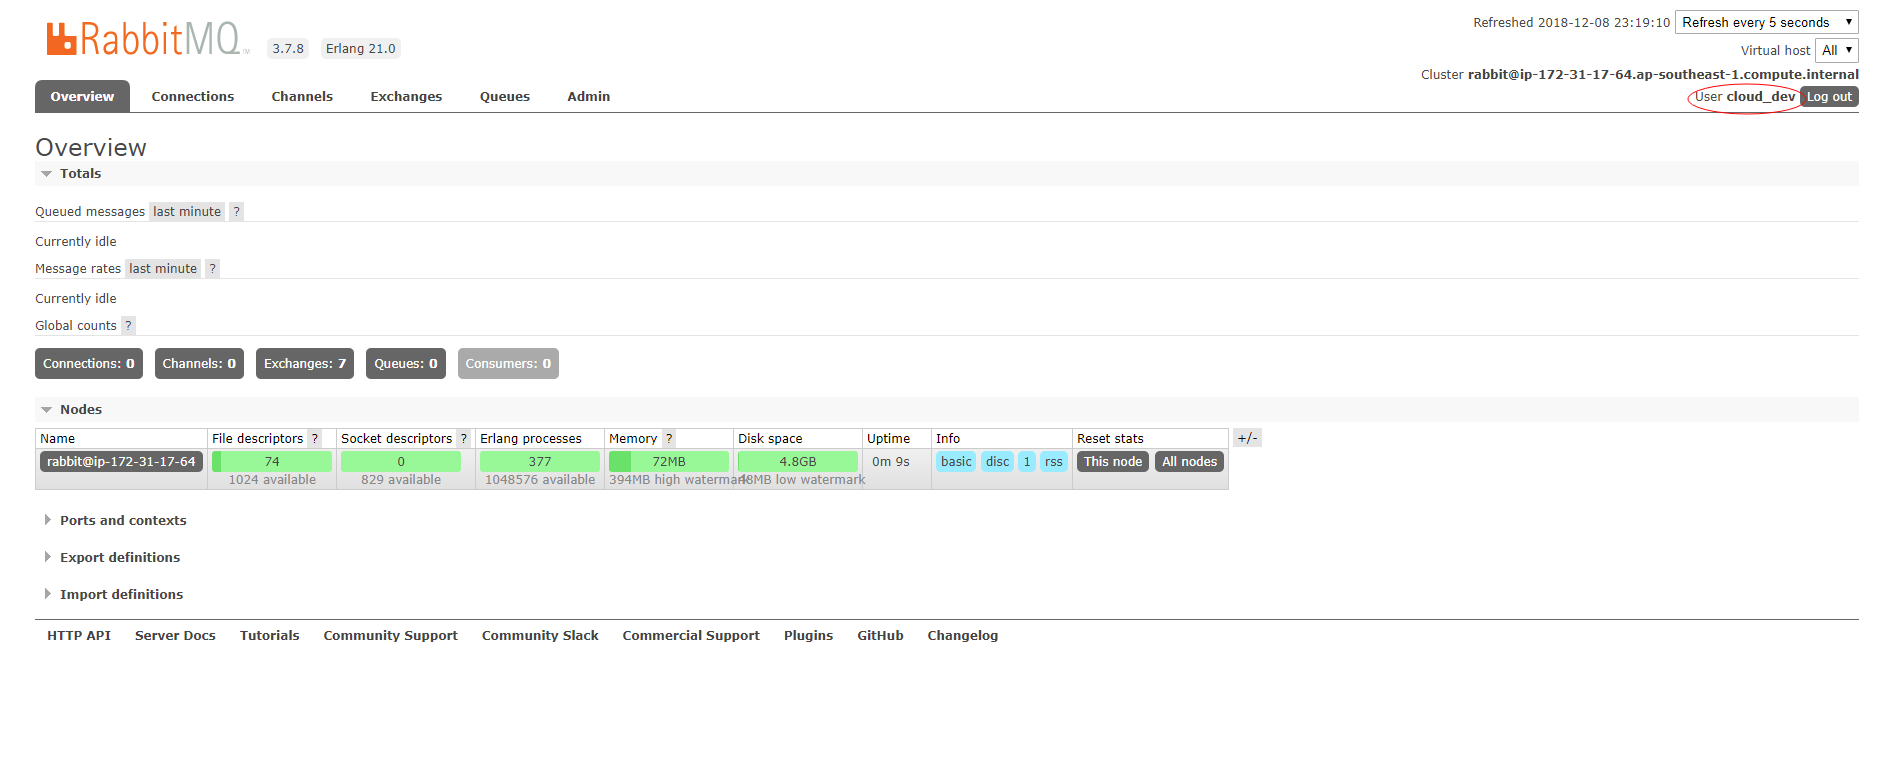 RabbitMQ TM 3.7.8 Erlang 21.0
Refreshed 2018-12-08 23:19:10 Refresh every 5 seconds
Virtual host All
Cluster rabbit@ip-172-31-17-64.ap-southeast-1.compute.internal
User cloud_dev Log out
Overview Connections Channels Exchanges Queues Admin
Overview
Totals
Queued messages last minute ?
Currently idle
Message rates last minute ?
Currently idle
Global counts ?
Connections: 0 Channels: 0 Exchanges: 7 Queues: 0 Consumers: 0
Nodes
Name File descriptors ? Socket descriptors ? Erlang processes Memory ? Disk space Uptime Info Reset stats +/-
rabbit@ip-172-31-17-64 74 0 377 72MB 4.8GB 0m 9s basic disc 1 rss This node All nodes
1024 available 829 available 1048576 available 394MB high watermark 48MB low watermark
Ports and contexts
Export definitions
Import definitions
HTTP API Server Docs Tutorials Community Support Community Slack Commercial Support Plugins GitHub Changelog